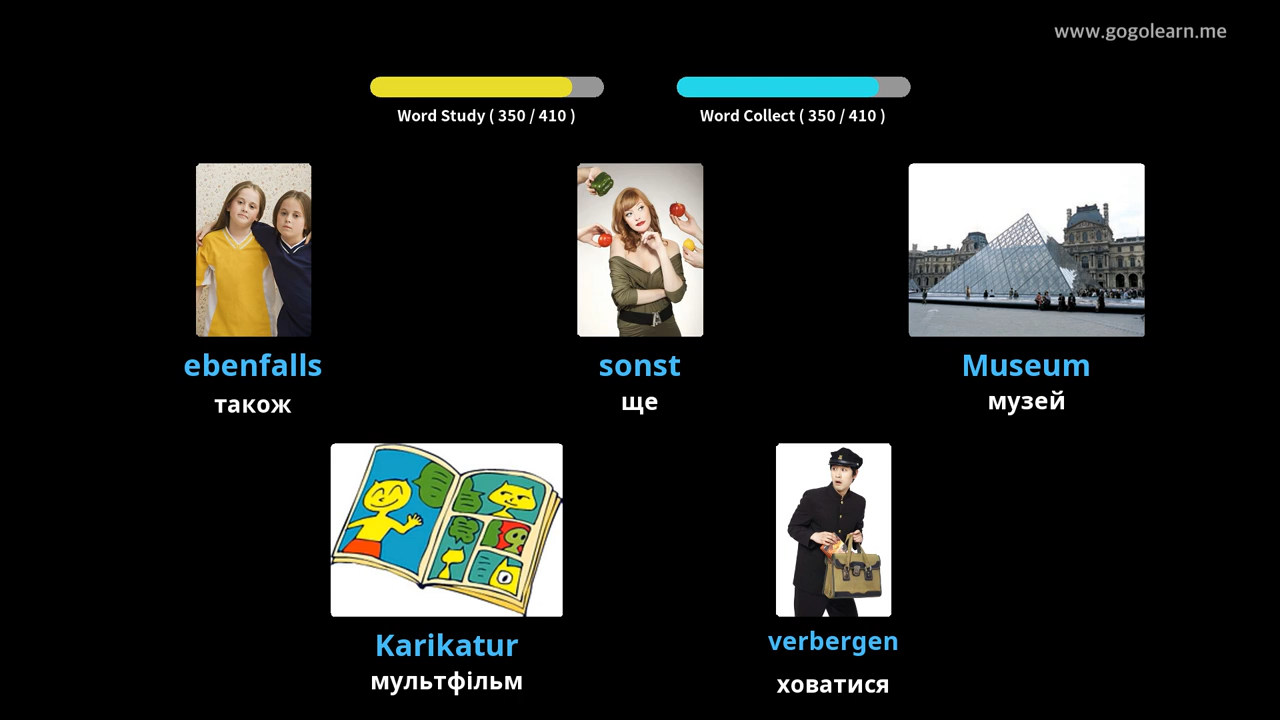 www.gogolearn.me
Word Study ( 350 / 410 )
Word Collect ( 350 / 410 )
ebenfalls
також
sonst
ще
Museum
музей
Karikatur
мультфільм
verbergen
ховатися